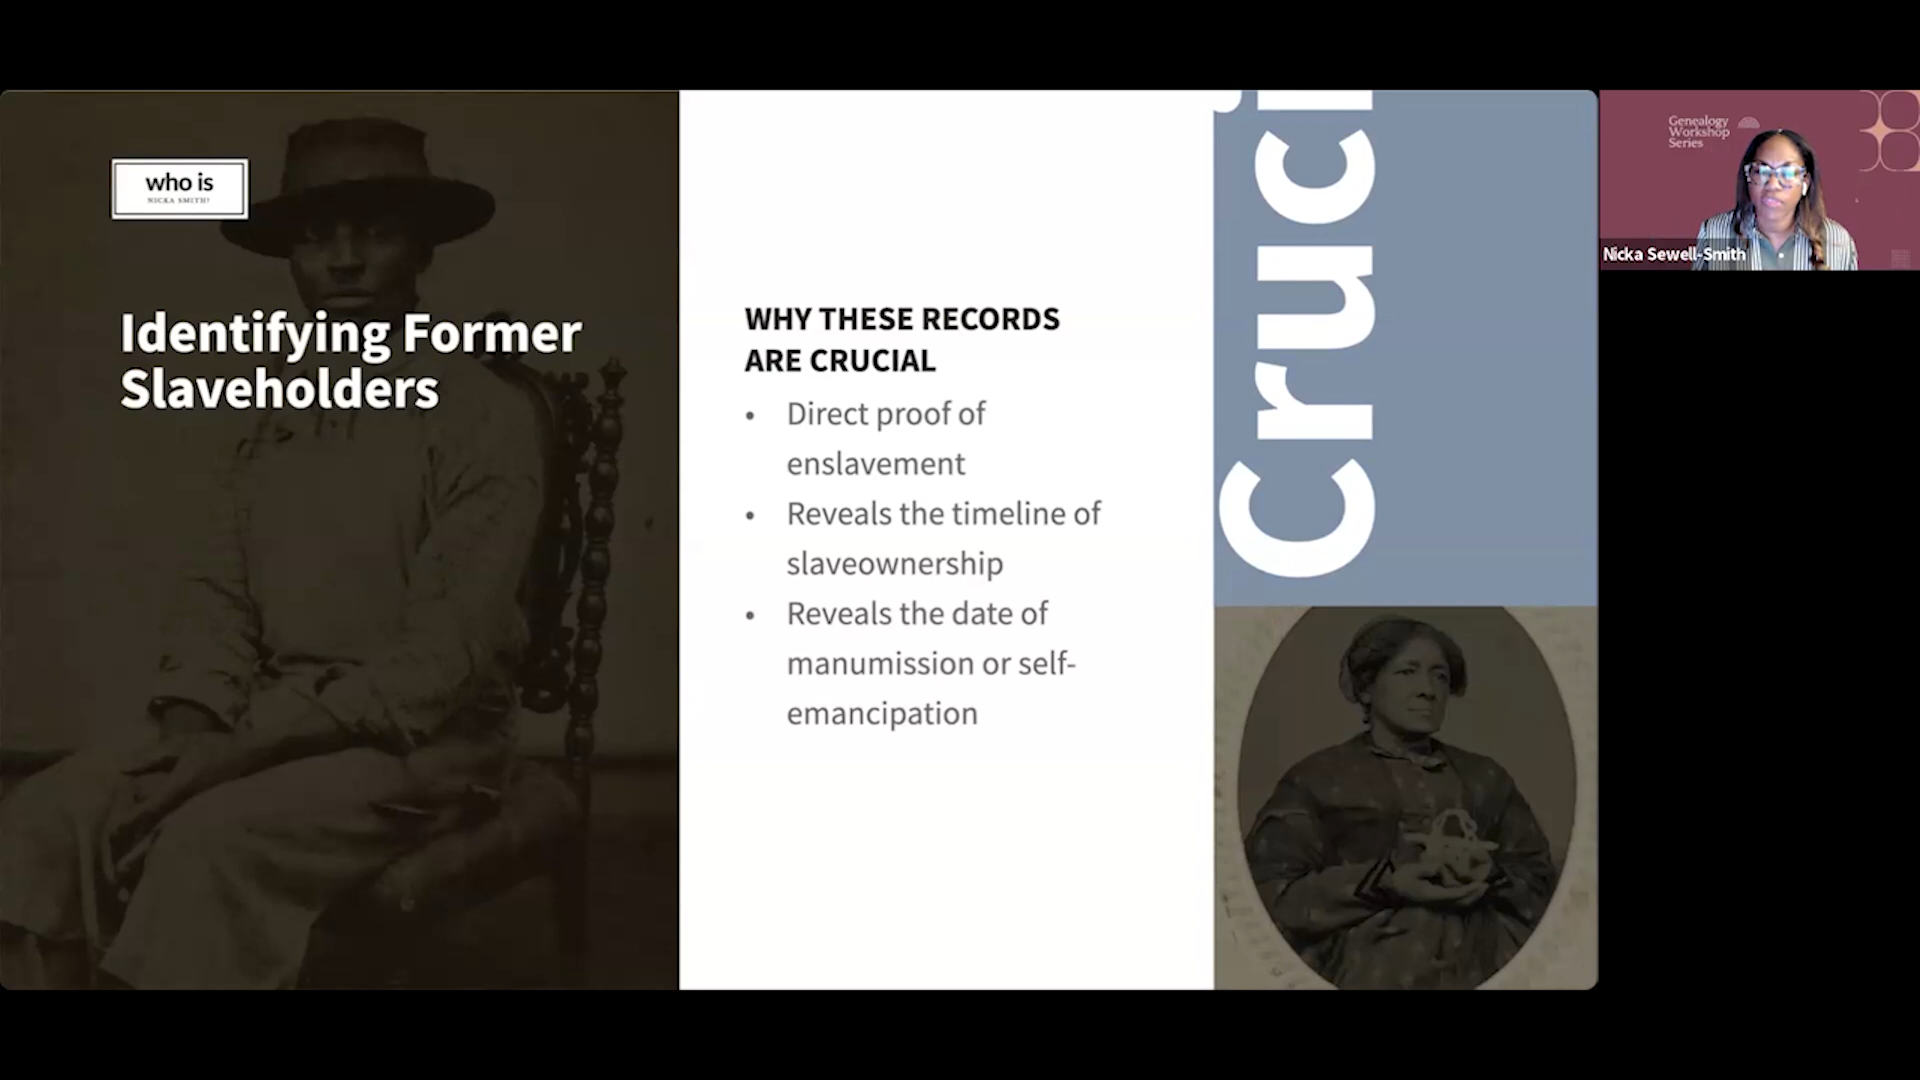 who is
NICKA SMITH?
Identifying Former
Slaveholders
WHY THESE RECORDS
ARE CRUCIAL
• Direct proof of
enslavement
• Reveals the timeline of
slaveownership
• Reveals the date of
manumission or self-
emancipation
Cruci
Genealogy
Workshop
Series
Nicka Sewell-Smith